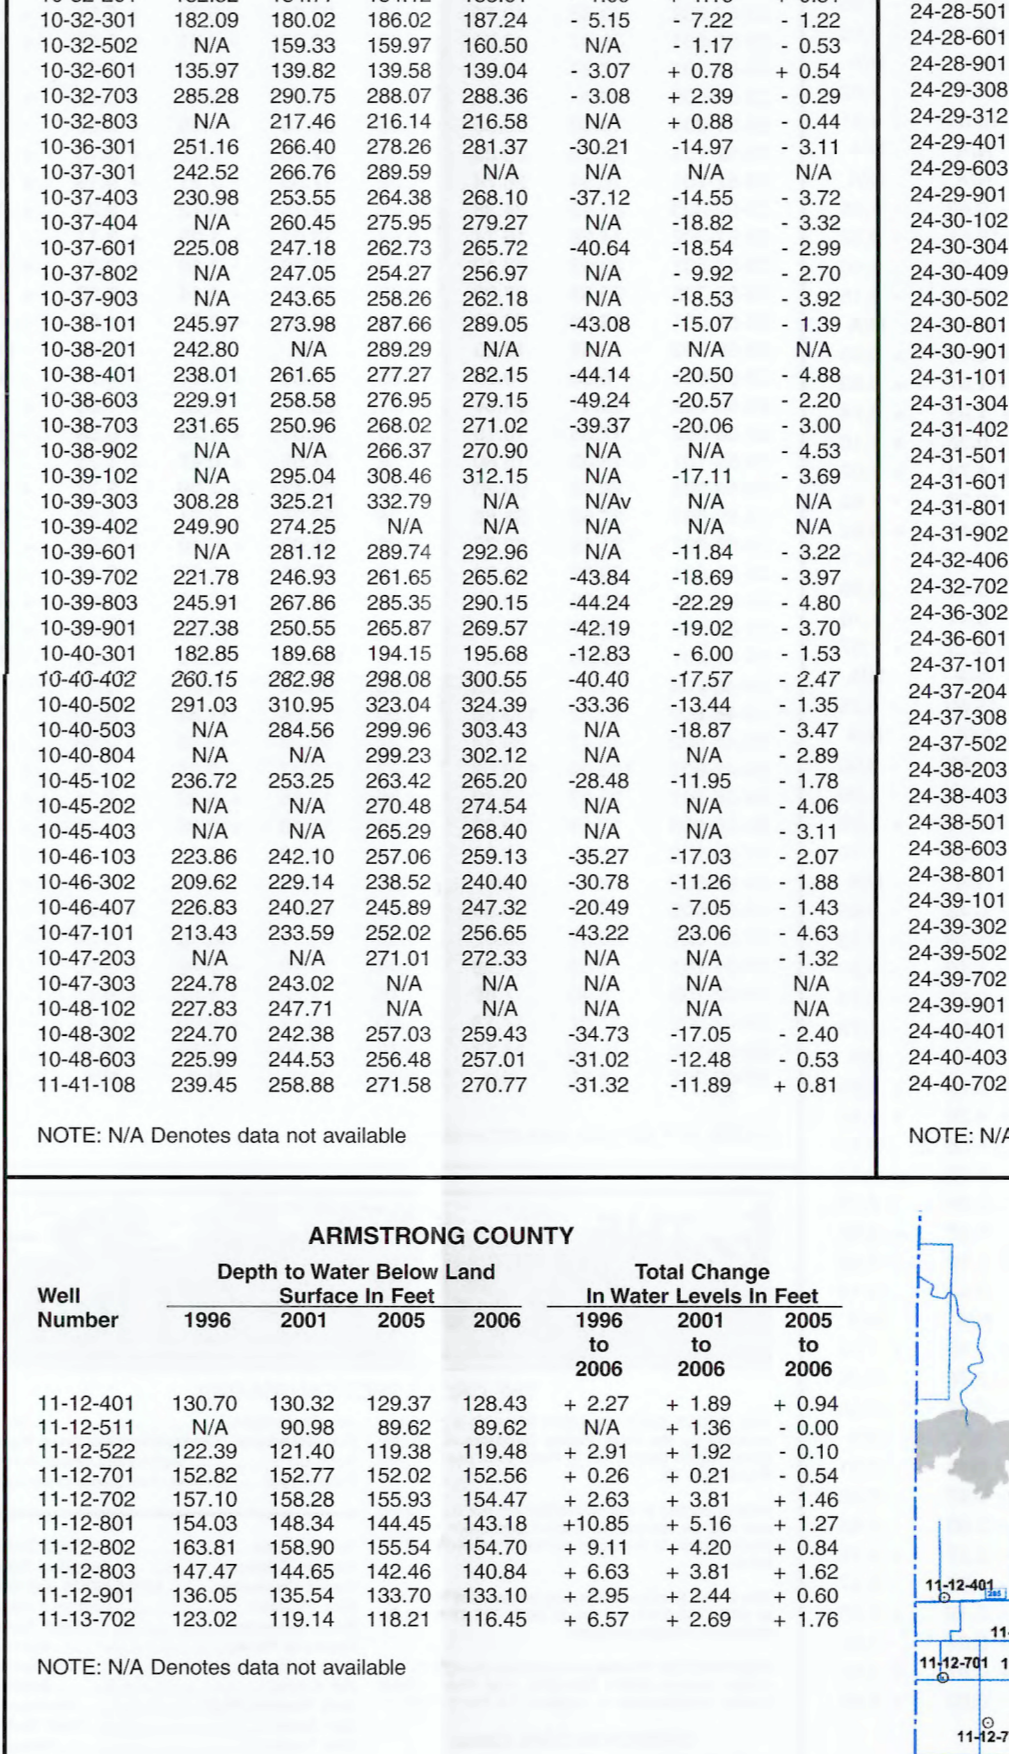 10-32-301 182.09 180.02 186.02 187.24 - 5.15 - 7.22 - 1.22
10-32-502 N/A 159.33 159.97 160.50 N/A - 1.17 - 0.53
10-32-601 135.97 139.82 139.58 139.04 - 3.07 + 0.78 + 0.54
10-32-703 285.28 290.75 288.07 288.36 - 3.08 + 2.39 - 0.29
10-32-803 N/A 217.46 216.14 216.58 N/A + 0.88 - 0.44
10-36-301 251.16 266.40 278.26 281.37 -30.21 -14.97 - 3.11
10-37-301 242.52 266.76 289.59 N/A N/A N/A N/A
10-37-403 230.98 253.55 264.38 268.10 -37.12 -14.55 - 3.72
10-37-404 N/A 260.45 275.95 279.27 N/A -18.82 - 3.32
10-37-601 225.08 247.18 262.73 265.72 -40.64 -18.54 - 2.99
10-37-802 N/A 247.05 254.27 256.97 N/A - 9.92 - 2.70
10-37-903 N/A 243.65 258.26 262.18 N/A -18.53 - 3.92
10-38-101 245.97 273.98 287.66 289.05 -43.08 -15.07 - 1.39
10-38-201 242.80 N/A 289.29 N/A N/A N/A N/A
10-38-401 238.01 261.65 277.27 282.15 -44.14 -20.50 - 4.88
10-38-603 229.91 258.58 276.95 279.15 -49.24 -20.57 - 2.20
10-38-703 231.65 250.96 268.02 271.02 -39.37 -20.06 - 3.00
10-38-902 N/A N/A 266.37 270.90 N/A N/A - 4.53
10-39-102 N/A 295.04 308.46 312.15 N/A -17.11 - 3.69
10-39-303 308.28 325.21 332.79 N/A N/Av N/A N/A
10-39-402 249.90 274.25 N/A N/A N/A N/A N/A
10-39-601 N/A 281.12 289.74 292.96 N/A -11.84 - 3.22
10-39-702 221.78 246.93 261.65 265.62 -43.84 -18.69 - 3.97
10-39-803 245.91 267.86 285.35 290.15 -44.24 -22.29 - 4.80
10-39-901 227.38 250.55 265.87 269.57 -42.19 -19.02 - 3.70
10-40-301 182.85 189.68 194.15 195.68 -12.83 - 6.00 - 1.53
10-40-402 260.15 282.98 298.08 300.55 -40.40 -17.57 - 2.47
10-40-502 291.03 310.95 323.04 324.39 -33.36 -13.44 - 1.35
10-40-503 N/A 284.56 299.96 303.43 N/A -18.87 - 3.47
10-40-804 N/A N/A 299.23 302.12 N/A N/A - 2.89
10-45-102 236.72 253.25 263.42 265.20 -28.48 -11.95 - 1.78
10-45-202 N/A N/A 270.48 274.54 N/A N/A - 4.06
10-45-403 N/A N/A 265.29 268.40 N/A N/A - 3.11
10-46-103 223.86 242.10 257.06 259.13 -35.27 -17.03 - 2.07
10-46-302 209.62 229.14 238.52 240.40 -30.78 -11.26 - 1.88
10-46-407 226.83 240.27 245.89 247.32 -20.49 - 7.05 - 1.43
10-47-101 213.43 233.59 252.02 256.65 -43.22 23.06 - 4.63
10-47-203 N/A N/A 271.01 272.33 N/A N/A - 1.32
10-47-303 224.78 243.02 N/A N/A N/A N/A N/A
10-48-102 227.83 247.71 N/A N/A N/A N/A N/A
10-48-302 224.70 242.38 257.03 259.43 -34.73 -17.05 - 2.40
10-48-603 225.99 244.53 256.48 257.01 -31.02 -12.48 - 0.53
11-41-108 239.45 258.88 271.58 270.77 -31.32 -11.89 + 0.81
NOTE: N/A Denotes data not available
24-28-501
24-28-601
24-28-901
24-29-308
24-29-312
24-29-401
24-29-603
24-29-901
24-30-102
24-30-304
24-30-409
24-30-502
24-30-801
24-30-901
24-31-101
24-31-304
24-31-402
24-31-501
24-31-601
24-31-801
24-31-902
24-32-406
24-32-702
24-36-302
24-36-601
24-37-101
24-37-204
24-37-308
24-37-502
24-38-203
24-38-403
24-38-501
24-38-603
24-38-801
24-39-101
24-39-302
24-39-502
24-39-702
24-39-901
24-40-401
24-40-403
24-40-702
NOTE: N/A
ARMSTRONG COUNTY
Depth to Water Below Land Total Change
Well Surface In Feet In Water Levels In Feet
Number 1996 2001 2005 2006 1996 2001 2005
to to to
2006 2006 2006
11-12-401 130.70 130.32 129.37 128.43 + 2.27 + 1.89 + 0.94
11-12-511 N/A 90.98 89.62 89.62 N/A + 1.36 - 0.00
11-12-522 122.39 121.40 119.38 119.48 + 2.91 + 1.92 - 0.10
11-12-701 152.82 152.77 152.02 152.56 + 0.26 + 0.21 - 0.54
11-12-702 157.10 158.28 155.93 154.47 + 2.63 + 3.81 + 1.46
11-12-801 154.03 148.34 144.45 143.18 +10.85 + 5.16 + 1.27
11-12-802 163.81 158.90 155.54 154.70 + 9.11 + 4.20 + 0.84
11-12-803 147.47 144.65 142.46 140.84 + 6.63 + 3.81 + 1.62
11-12-901 136.05 135.54 133.70 133.10 + 2.95 + 2.44 + 0.60
11-13-702 123.02 119.14 118.21 116.45 + 6.57 + 2.69 + 1.76
NOTE: N/A Denotes data not available
11-12-401
11-
11-12-701 1
11-12-7